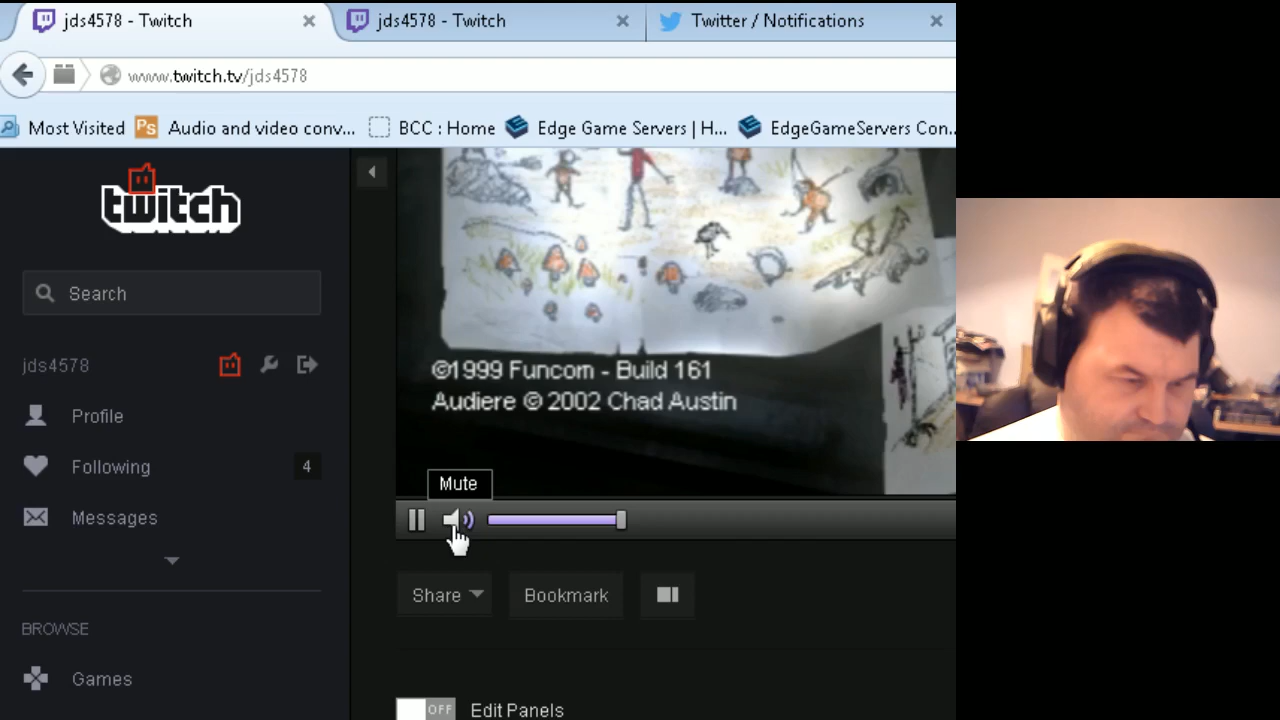 jds4578 - Twitch
jds4578 - Twitch
Twitter / Notifications
www.twitch.tv/jds4578
Most Visited
Ps
Audio and video conv...
BCC : Home
Edge Game Servers | H...
EdgeGameServers Con...
twitch
Search
jds4578
Profile
Following
4
Messages
BROWSE
Games
©1999 Funcom - Build 161
Audiere © 2002 Chad Austin
Mute
Share
Bookmark
OFF
Edit Panels